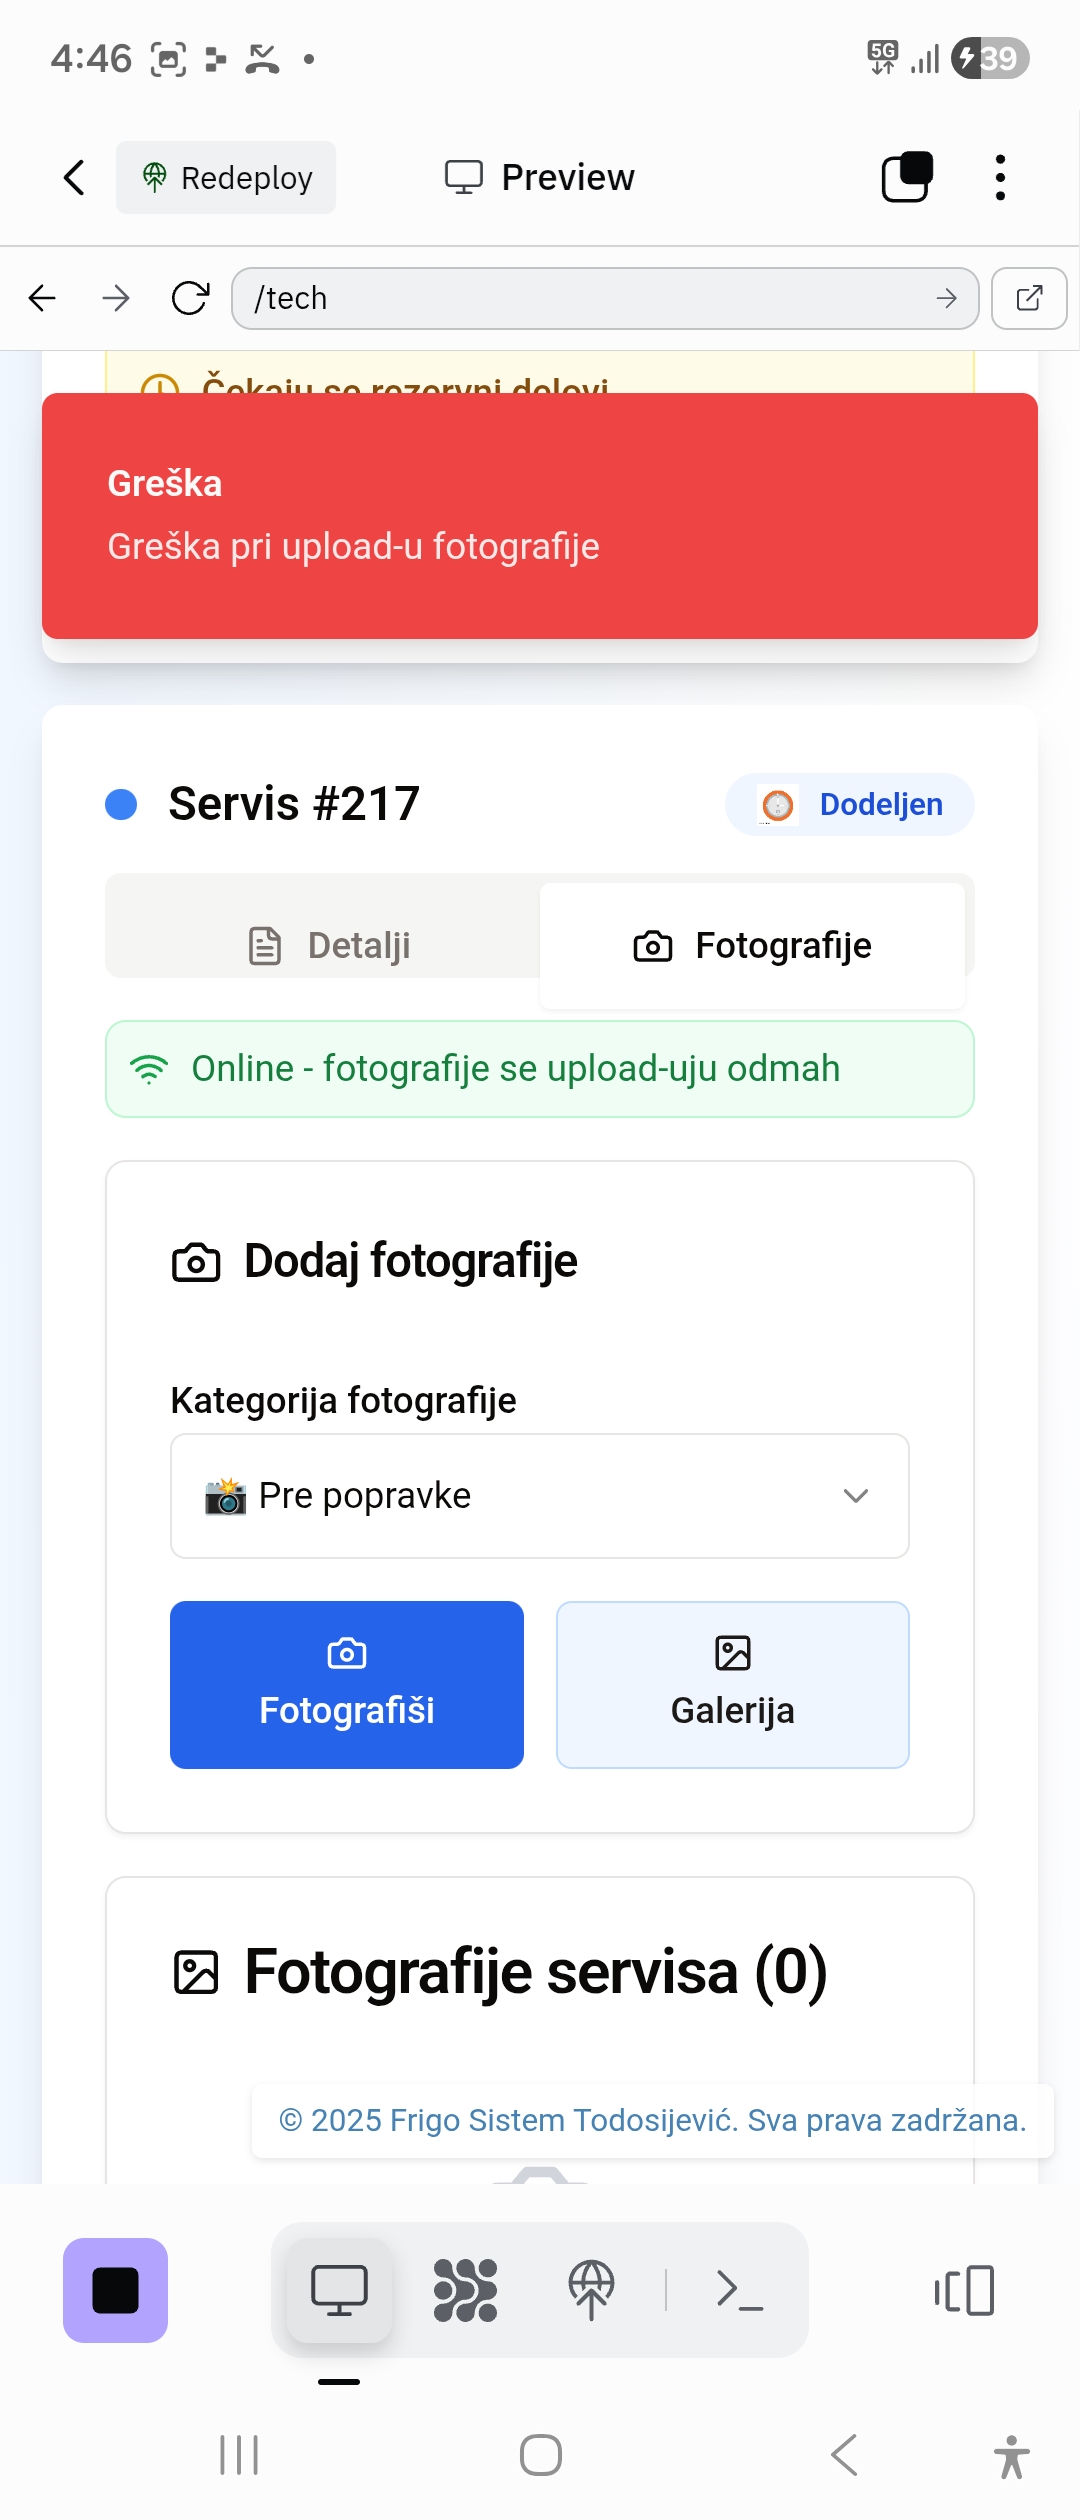 4:46
5G
39
Redeploy
Preview
/tech
Čekaju se rezervni delovi
Greška
Greška pri upload-u fotografije
Servis #217
Dodeljen
Detalji
Fotografije
Online - fotografije se upload-uju odmah
Dodaj fotografije
Kategorija fotografije
Pre popravke
Fotografiši
Galerija
Fotografije servisa (0)
© 2025 Frigo Sistem Todosijević. Sva prava zadržana.